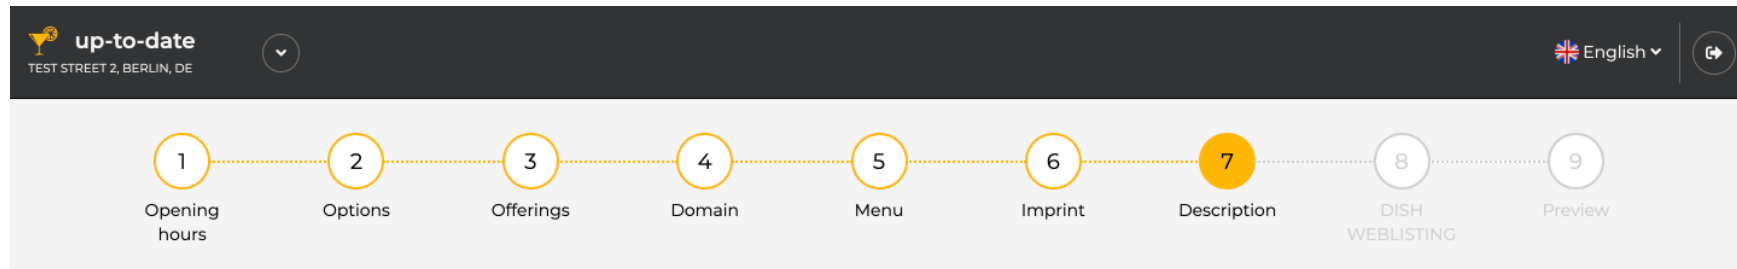 up-to-date
TEST STREET 2, BERLIN, DE
English
1
2
3
4
5
6
7
8
9
Opening
hours
Options
Offerings
Domain
Menu
Imprint
Description
DISH
WEBLISTING
Preview